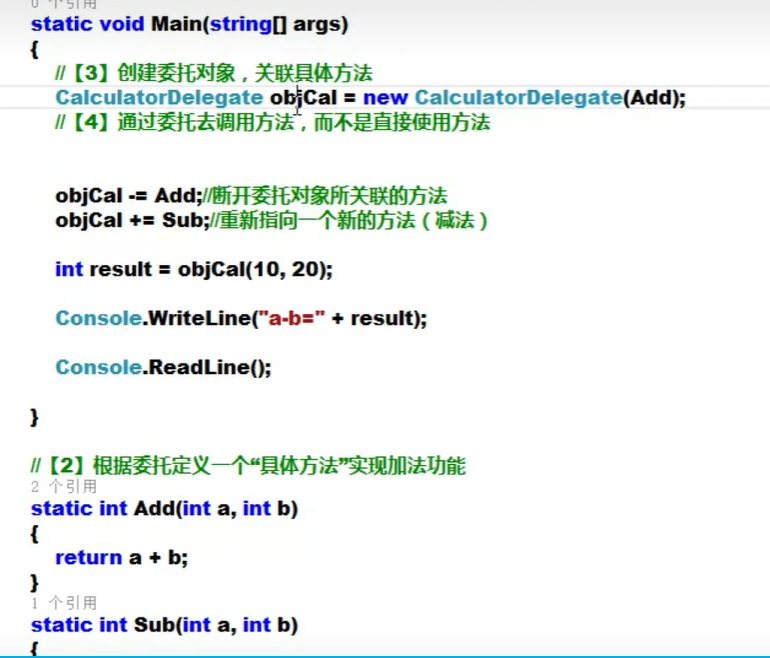 0 个引用
static void Main(string[] args)
{
//【3】创建委托对象，关联具体方法
CalculatorDelegate objCal = new CalculatorDelegate(Add);
//【4】通过委托去调用方法，而不是直接使用方法
objCal -= Add;//断开委托对象所关联的方法
objCal += Sub;//重新指向一个新的方法（减法）
int result = objCal(10, 20);
Console.WriteLine("a-b=" + result);
Console.ReadLine();
}
//【2】根据委托定义一个“具体方法”实现加法功能
2 个引用
static int Add(int a, int b)
{
return a + b;
}
1 个引用
static int Sub(int a, int b)
{